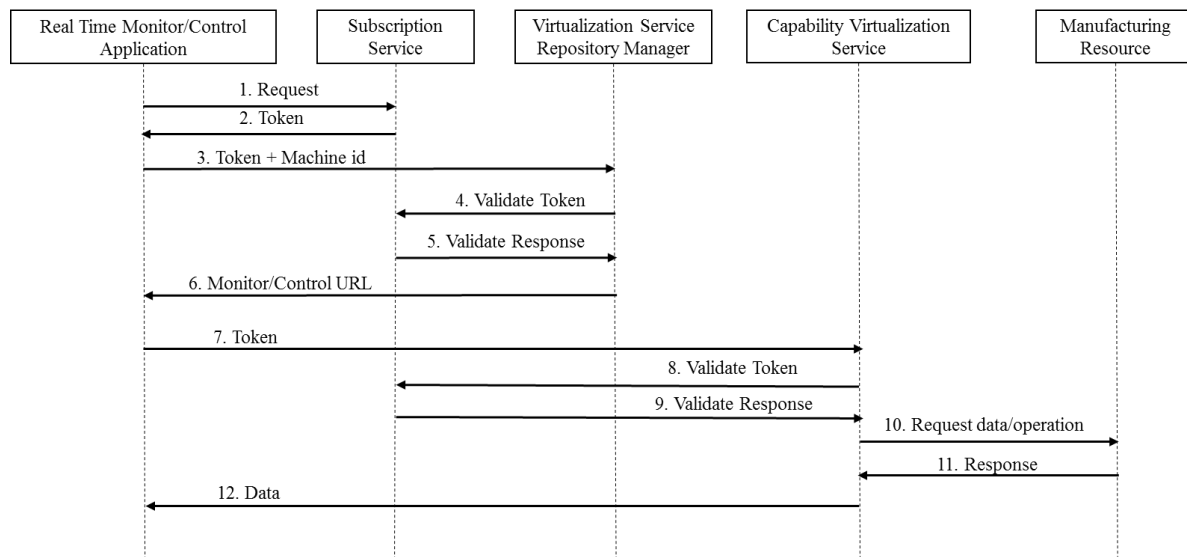 Real Time Monitor/Control
Application
Subscription
Service
Virtualization Service
Repository Manager
Capability Virtualization
Service
Manufacturing
Resource
1. Request
2. Token
3. Token + Machine id
4. Validate Token
5. Validate Response
6. Monitor/Control URL
7. Token
8. Validate Token
9. Validate Response
10. Request data/operation
11. Response
12. Data